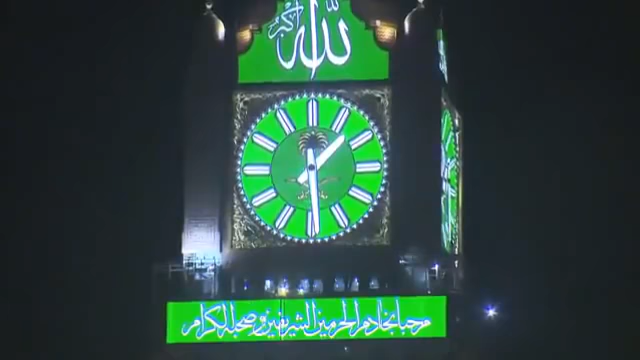 الله أكبر
مرحبا بخادم الحرمين الشريفين وصحبه الكرام